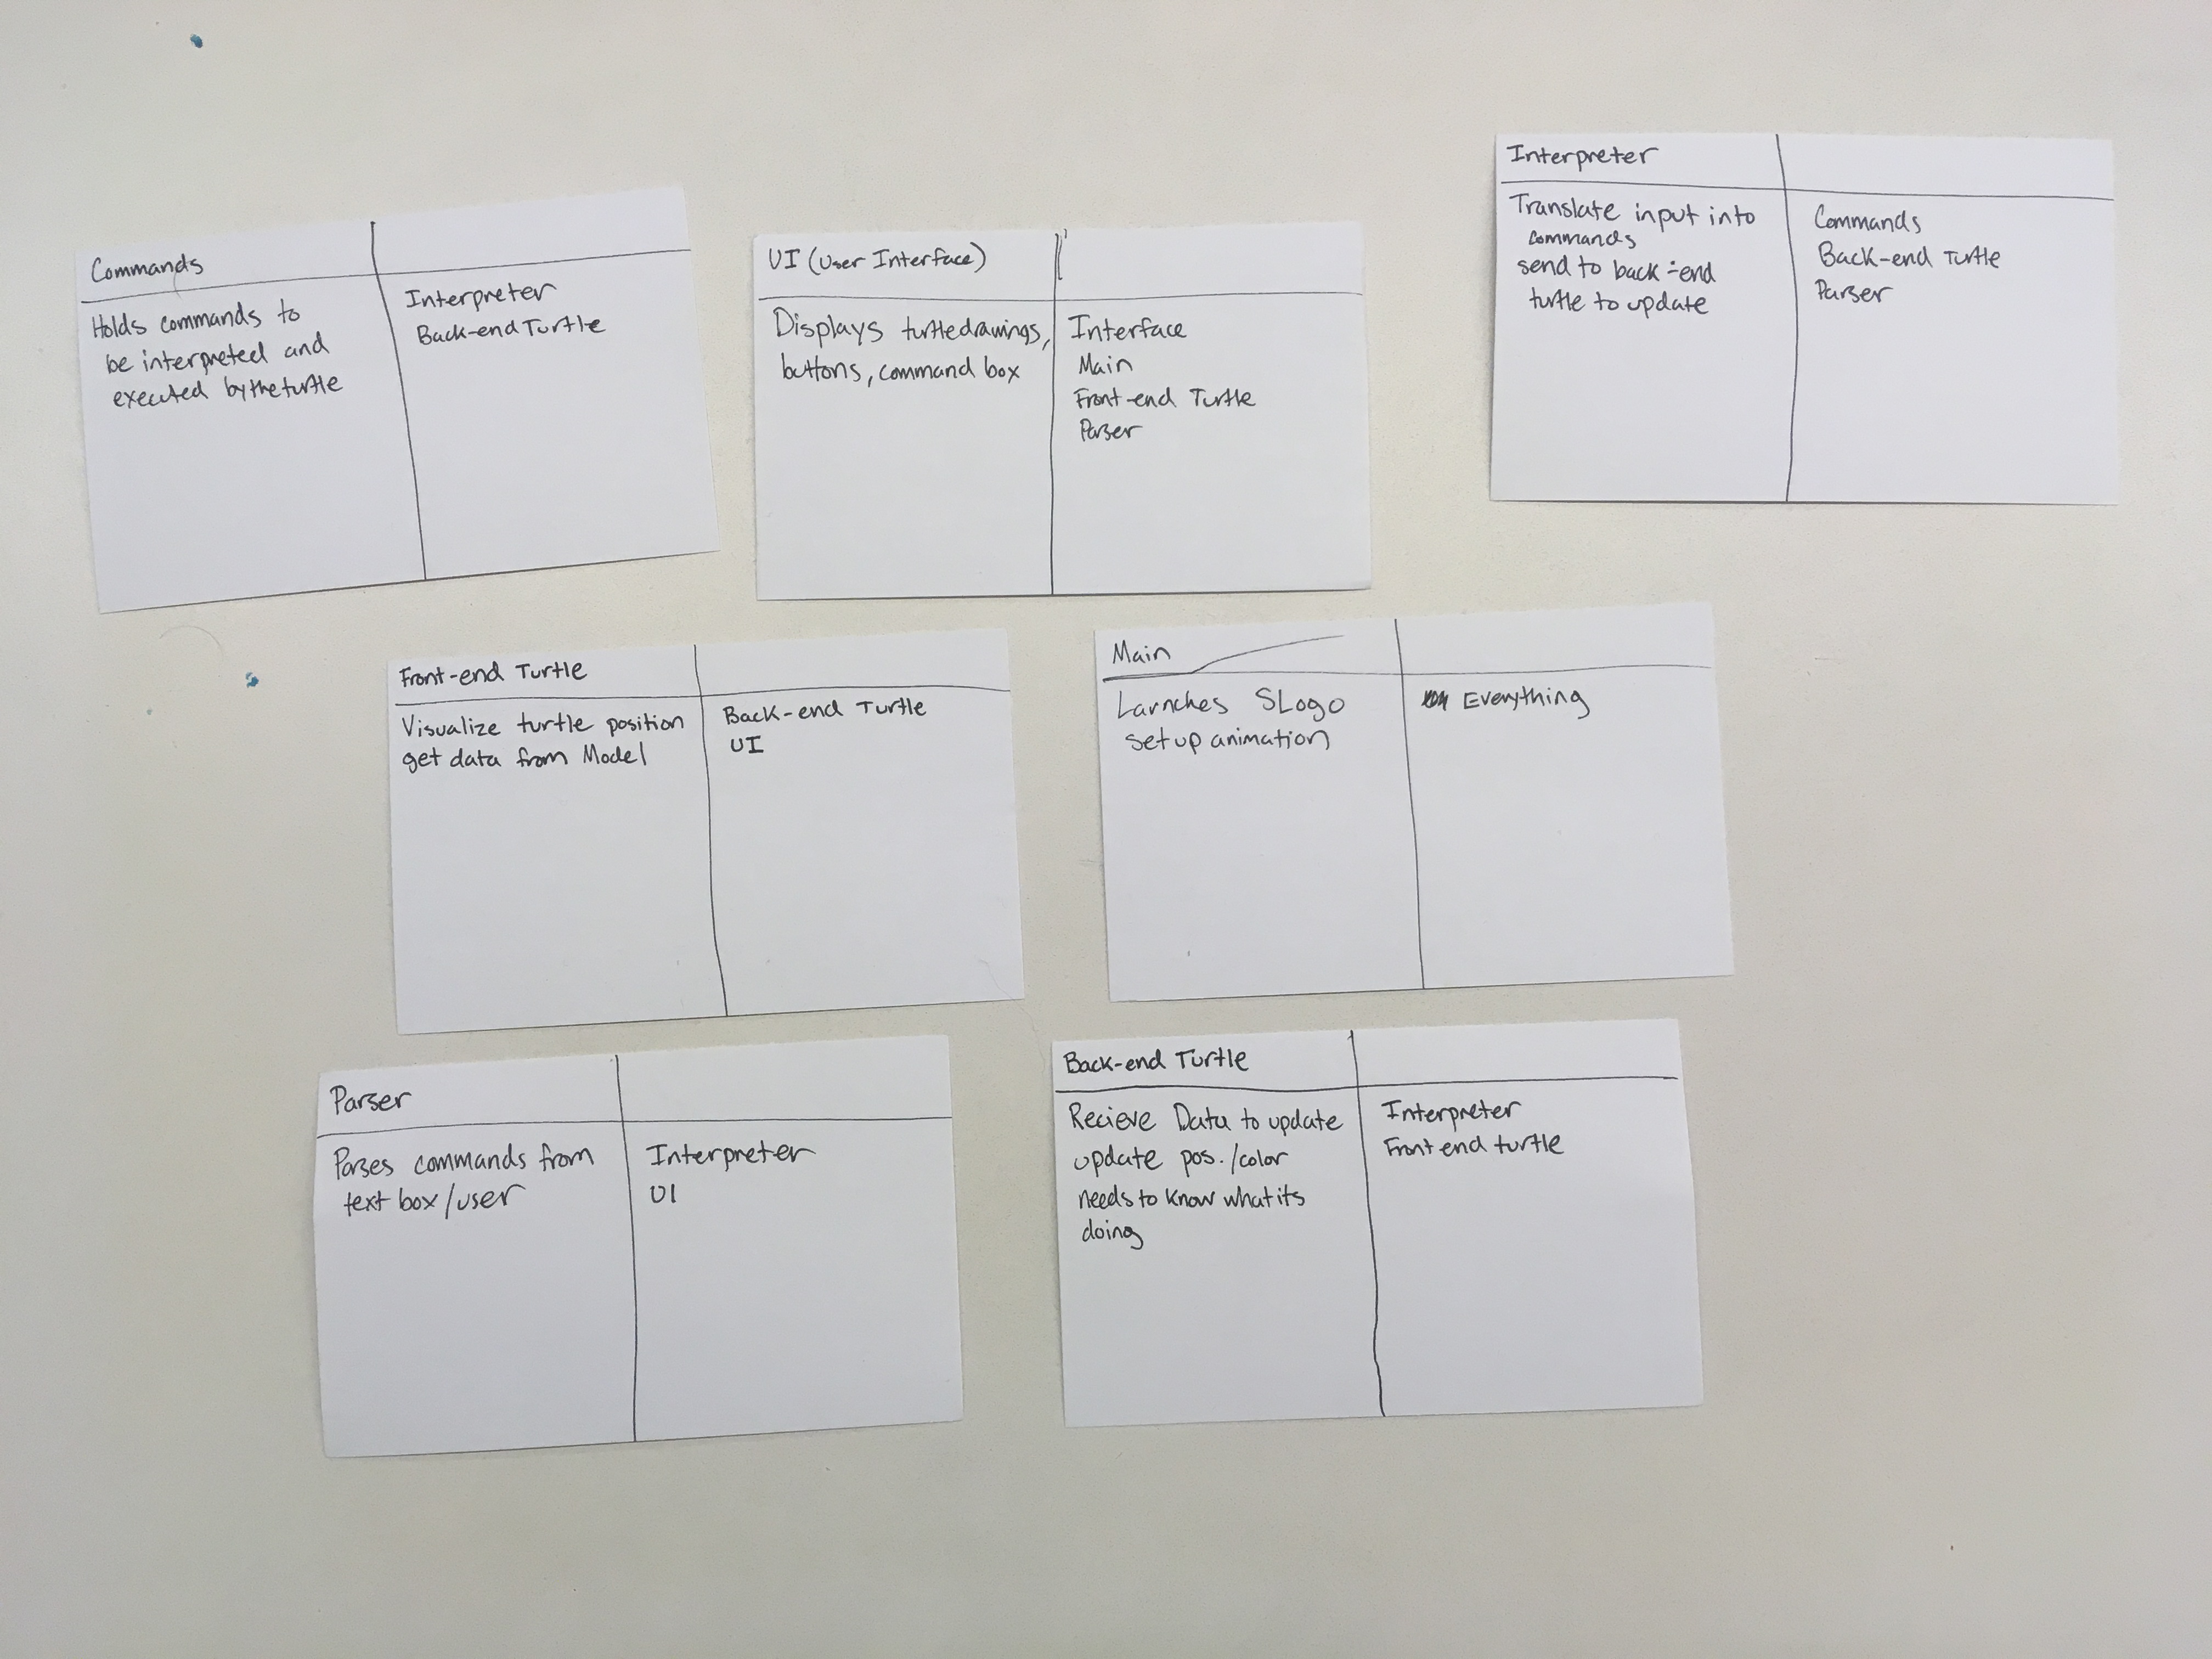 Commands
Holds commands to
be interpreted and
executed by the turtle
Interpreter
Back-end Turtle
UI (User Interface)
Displays turtle drawings,
buttons, command box
Interface
Main
Front-end Turtle
Parser
Interpreter
Translate input into
commands
send to back-end
turtle to update
Commands
Back-end Turtle
Parser
Front-end Turtle
Visualize turtle position
get data from Model
Back-end Turtle
UI
Main
Launches SLogo
set up animation
Everything
Parser
Parses commands from
text box/user
Interpreter
UI
Back-end Turtle
Recieve Data to update
update pos./color
needs to know what its
doing
Interpreter
Front end turtle